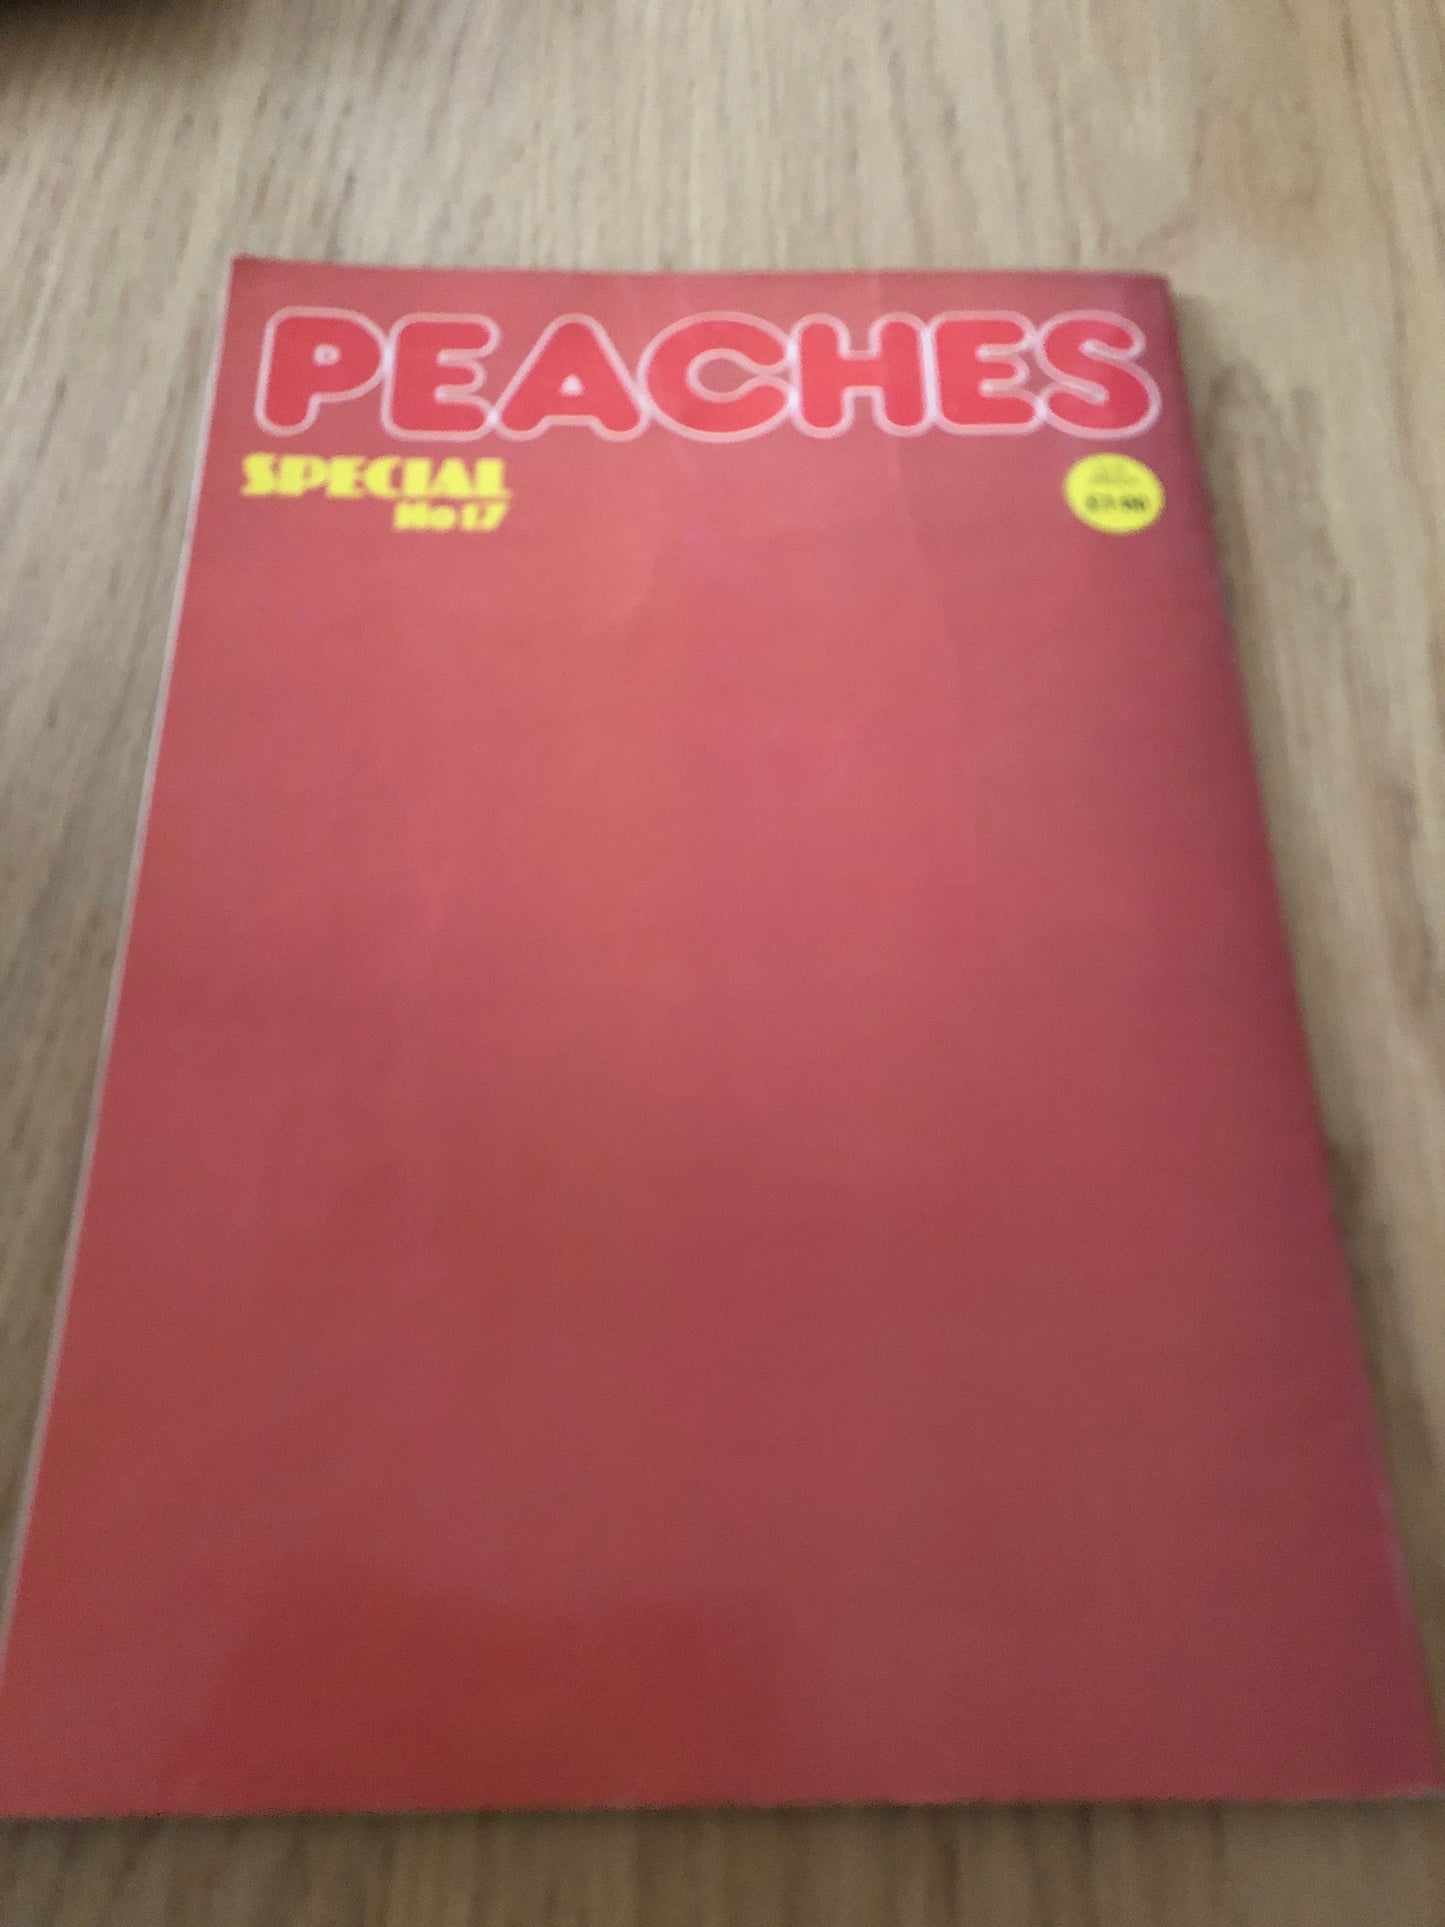 PEACHES
SPECIAL
No 17